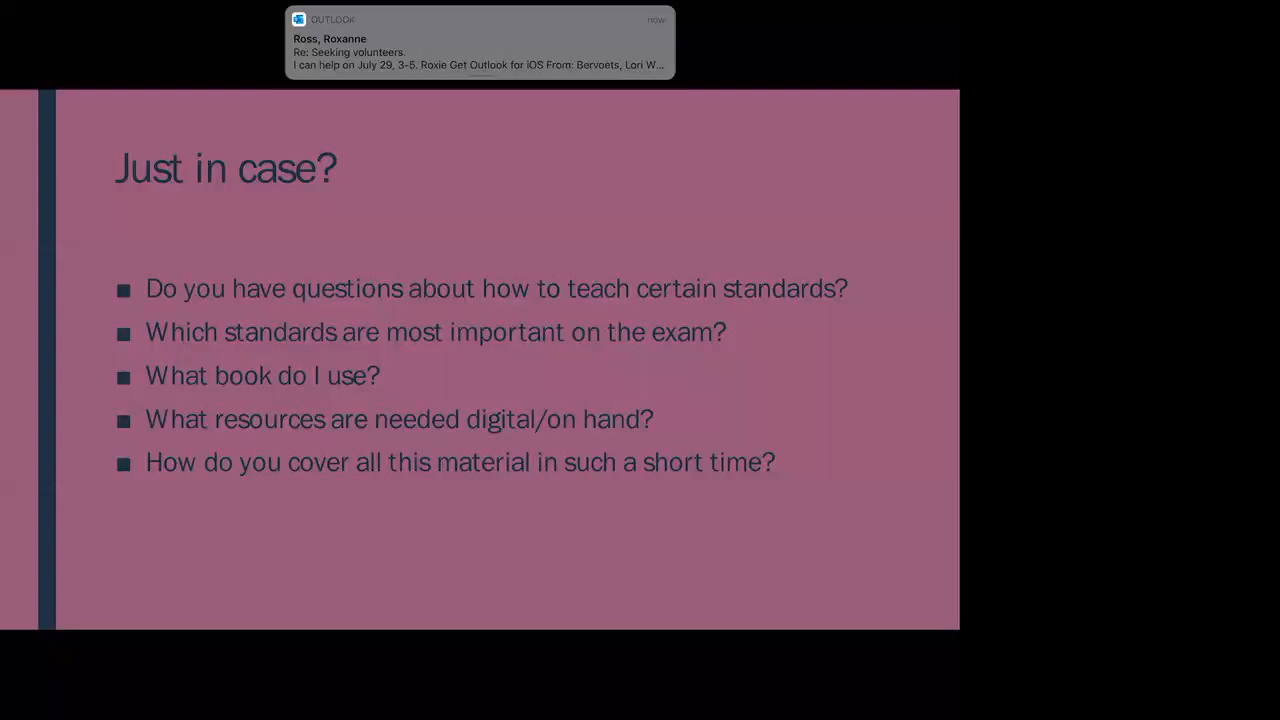 OUTLOOK
now
Ross, Roxanne
Re: Seeking volunteers.
I can help on July 29, 3-5. Roxie Get Outlook for iOS From: Bervoets, Lori W...
Just in case?
■ Do you have questions about how to teach certain standards?
■ Which standards are most important on the exam?
■ What book do I use?
■ What resources are needed digital/on hand?
■ How do you cover all this material in such a short time?